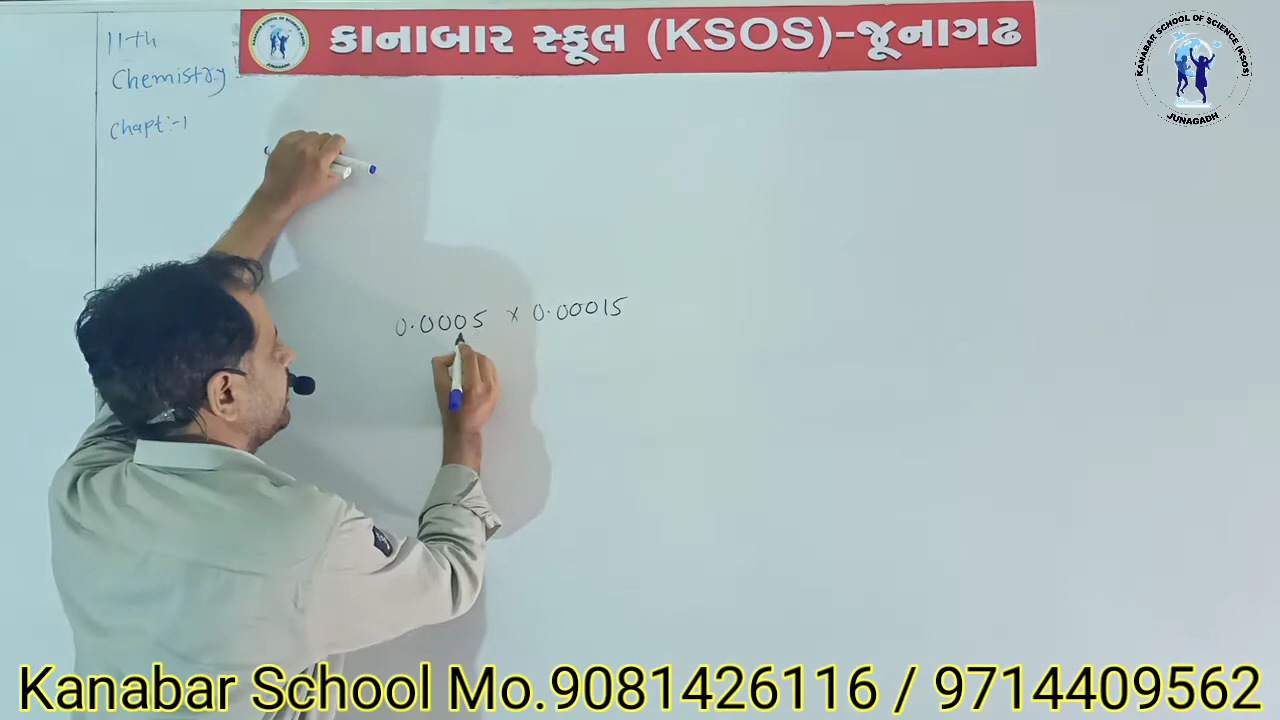 11th
Chemistry
Chapt:-1
કાનાબાર સ્કૂલ (KSOS)-જૂનાગઢ
KANABAR SCHOOL OF SCIENCE (KSOS)
JUNAGADH
0.0005 x 0.00015
Kanabar School Mo.9081426116 / 9714409562